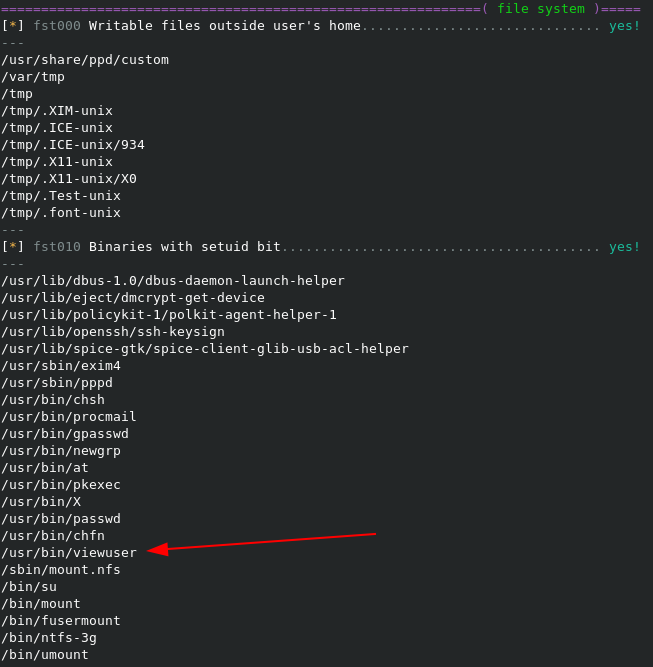 ============================================================( file system )=====
[*] fst000 Writable files outside user's home.............................. yes!
---
/usr/share/ppd/custom
/var/tmp
/tmp
/tmp/.XIM-unix
/tmp/.ICE-unix
/tmp/.ICE-unix/934
/tmp/.X11-unix
/tmp/.X11-unix/X0
/tmp/.Test-unix
/tmp/.font-unix
---
[*] fst010 Binaries with setuid bit........................................ yes!
---
/usr/lib/dbus-1.0/dbus-daemon-launch-helper
/usr/lib/eject/dmcrypt-get-device
/usr/lib/policykit-1/polkit-agent-helper-1
/usr/lib/openssh/ssh-keysign
/usr/lib/spice-gtk/spice-client-glib-usb-acl-helper
/usr/sbin/exim4
/usr/sbin/pppd
/usr/bin/chsh
/usr/bin/procmail
/usr/bin/gpasswd
/usr/bin/newgrp
/usr/bin/at
/usr/bin/pkexec
/usr/bin/X
/usr/bin/passwd
/usr/bin/chfn
/usr/bin/viewuser
/sbin/mount.nfs
/bin/su
/bin/mount
/bin/fusermount
/bin/ntfs-3g
/bin/umount